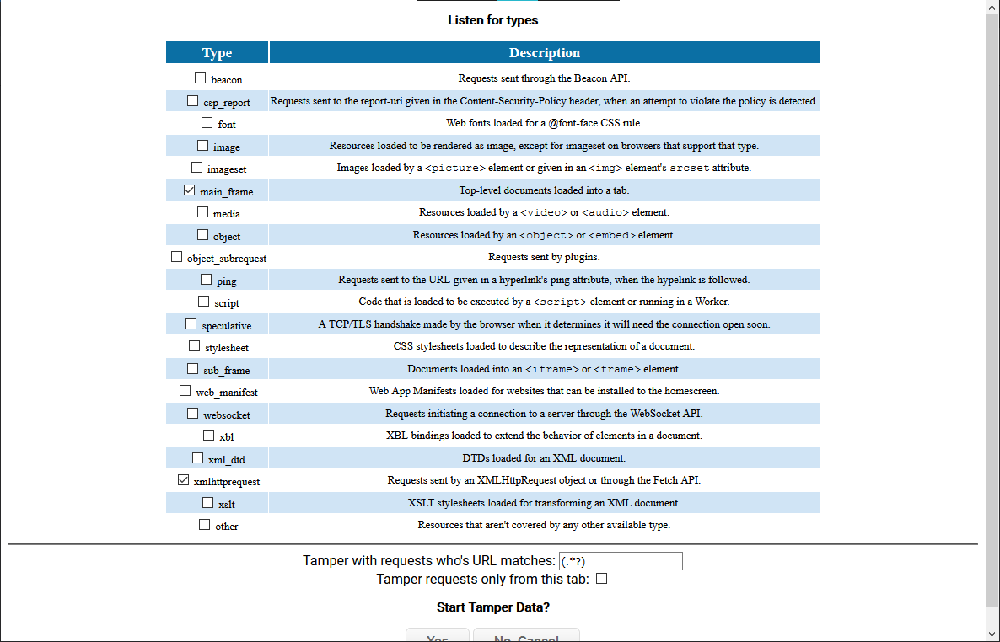 Listen for types
Type Description
beacon Requests sent through the Beacon API.
csp_report Requests sent to the report-uri given in the Content-Security-Policy header, when an attempt to violate the policy is detected.
font Web fonts loaded for a @font-face CSS rule.
image Resources loaded to be rendered as image, except for imageset on browsers that support that type.
imageset Images loaded by a <picture> element or given in an <img> element's srcset attribute.
main_frame Top-level documents loaded into a tab.
media Resources loaded by a <video> or <audio> element.
object Resources loaded by an <object> or <embed> element.
object_subrequest Requests sent by plugins.
ping Requests sent to the URL given in a hyperlink's ping attribute, when the hypelink is followed.
script Code that is loaded to be executed by a <script> element or running in a Worker.
speculative A TCP/TLS handshake made by the browser when it determines it will need the connection open soon.
stylesheet CSS stylesheets loaded to describe the representation of a document.
sub_frame Documents loaded into an <iframe> or <frame> element.
web_manifest Web App Manifests loaded for websites that can be installed to the homescreen.
websocket Requests initiating a connection to a server through the WebSocket API.
xbl XBL bindings loaded to extend the behavior of elements in a document.
xml_dtd DTDs loaded for an XML document.
xmlhttprequest Requests sent by an XMLHttpRequest object or through the Fetch API.
xslt XSLT stylesheets loaded for transforming an XML document.
other Resources that aren't covered by any other available type.
Tamper with requests who's URL matches: (.*?)
Tamper requests only from this tab:
Start Tamper Data?
Yes No, Cancel